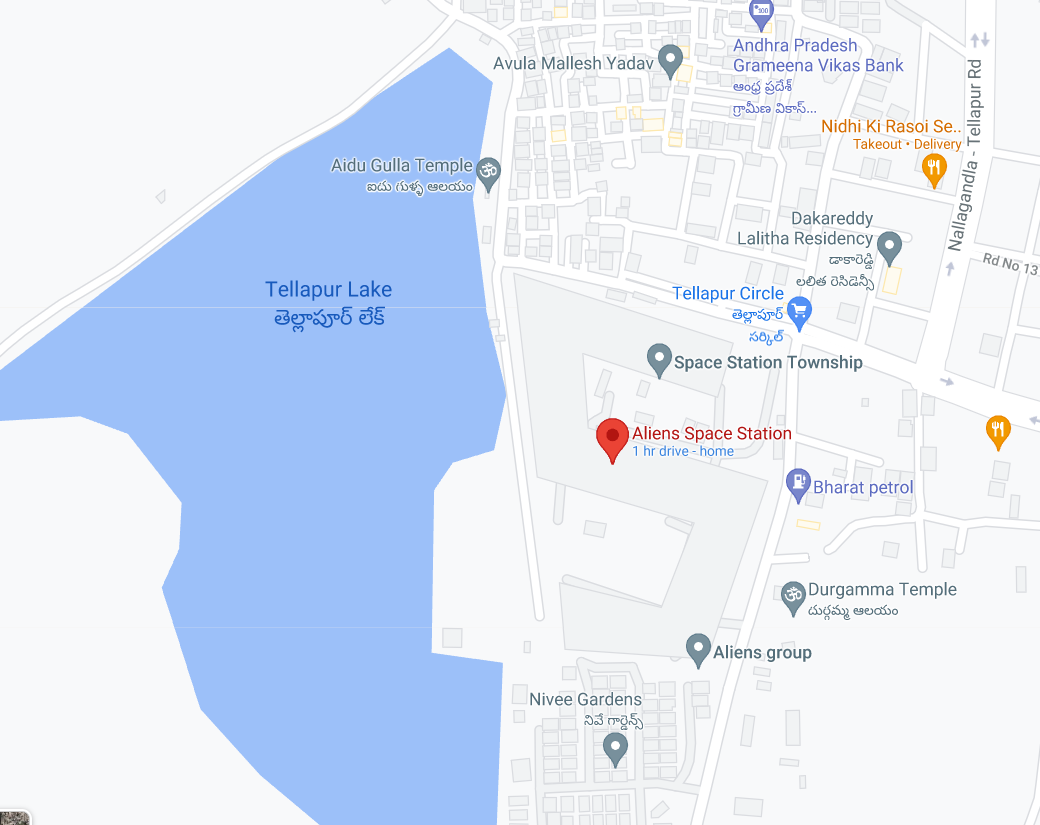 500
Andhra Pradesh
Grameena Vikas Bank
ఆంధ్ర ప్రదేశ్
గ్రామీణ వికాస్...
Avula Mallesh Yadav
Nidhi Ki Rasoi Se..
Takeout • Delivery
Nallagandla - Tellapur Rd
Aidu Gulla Temple
ఐదు గుళ్ళ ఆలయం
Dakareddy
Lalitha Residency
డాకారెడ్డి
లలిత రెసిడెన్సీ
Rd No 13
Tellapur Lake
తెల్లాపూర్ లేక్
Tellapur Circle
తెల్లాపూర్
సర్కిల్
Space Station Township
Aliens Space Station
1 hr drive - home
Bharat petrol
Durgamma Temple
దుర్గమ్మ ఆలయం
Aliens group
Nivee Gardens
నివే గార్డెన్స్